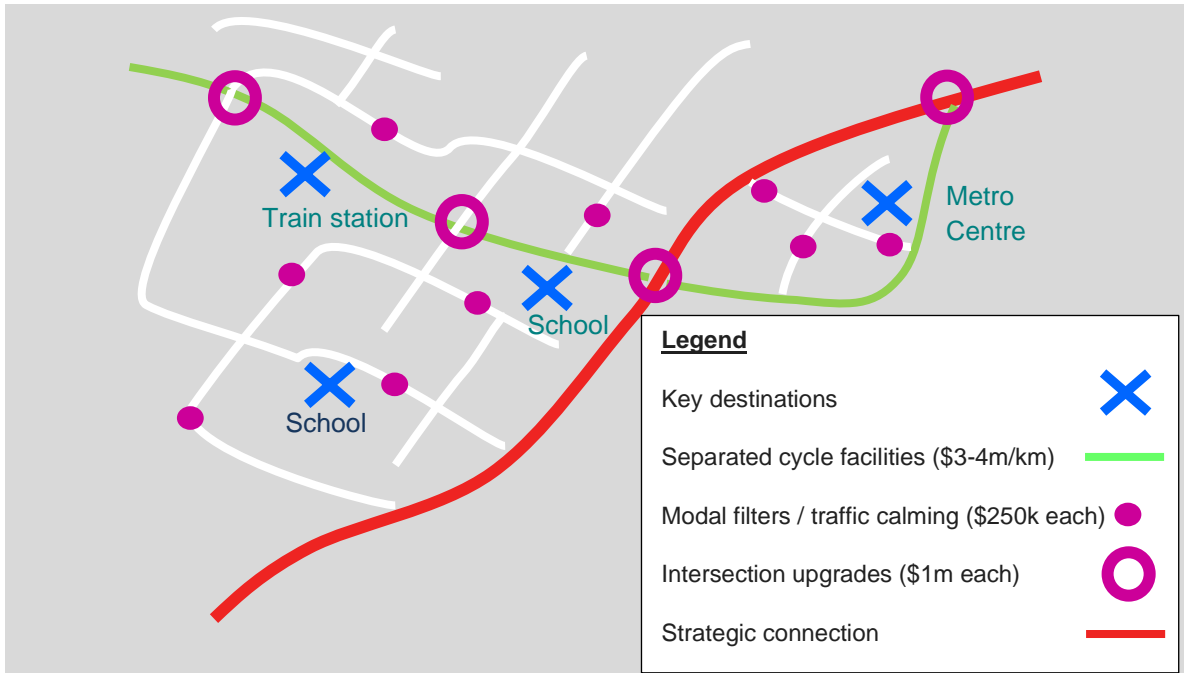 Train station
Metro
Centre
School
School
Legend
Key destinations
Separated cycle facilities ($3-4m/km)
Modal filters / traffic calming ($250k each)
Intersection upgrades ($1m each)
Strategic connection